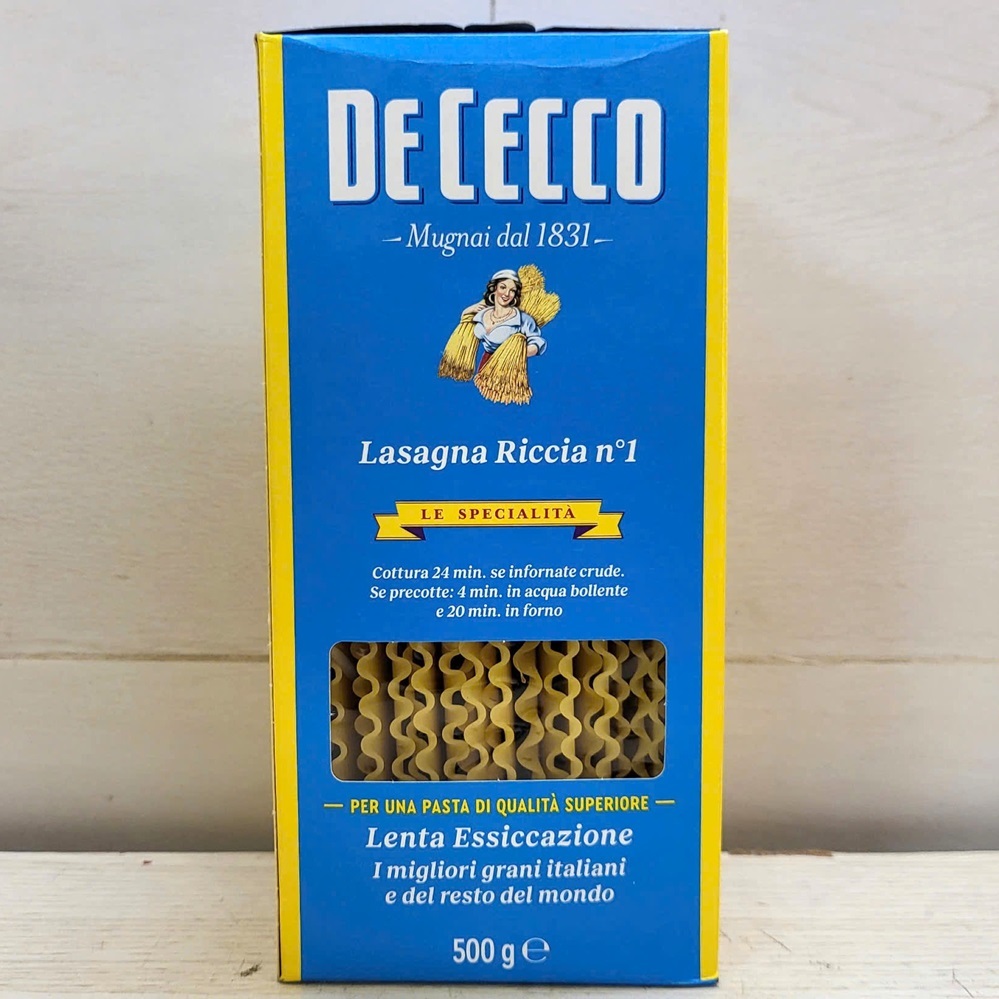 DE CECCO
Mugnai dal 1831
Lasagna Riccia n°1
LE SPECIALITÀ
Cottura 24 min. se infornate crude.
Se precotte: 4 min. in acqua bollente
e 20 min. in forno
PER UNA PASTA DI QUALITÀ SUPERIORE
Lenta Essiccazione
I migliori grani italiani
e del resto del mondo
500 g ℮